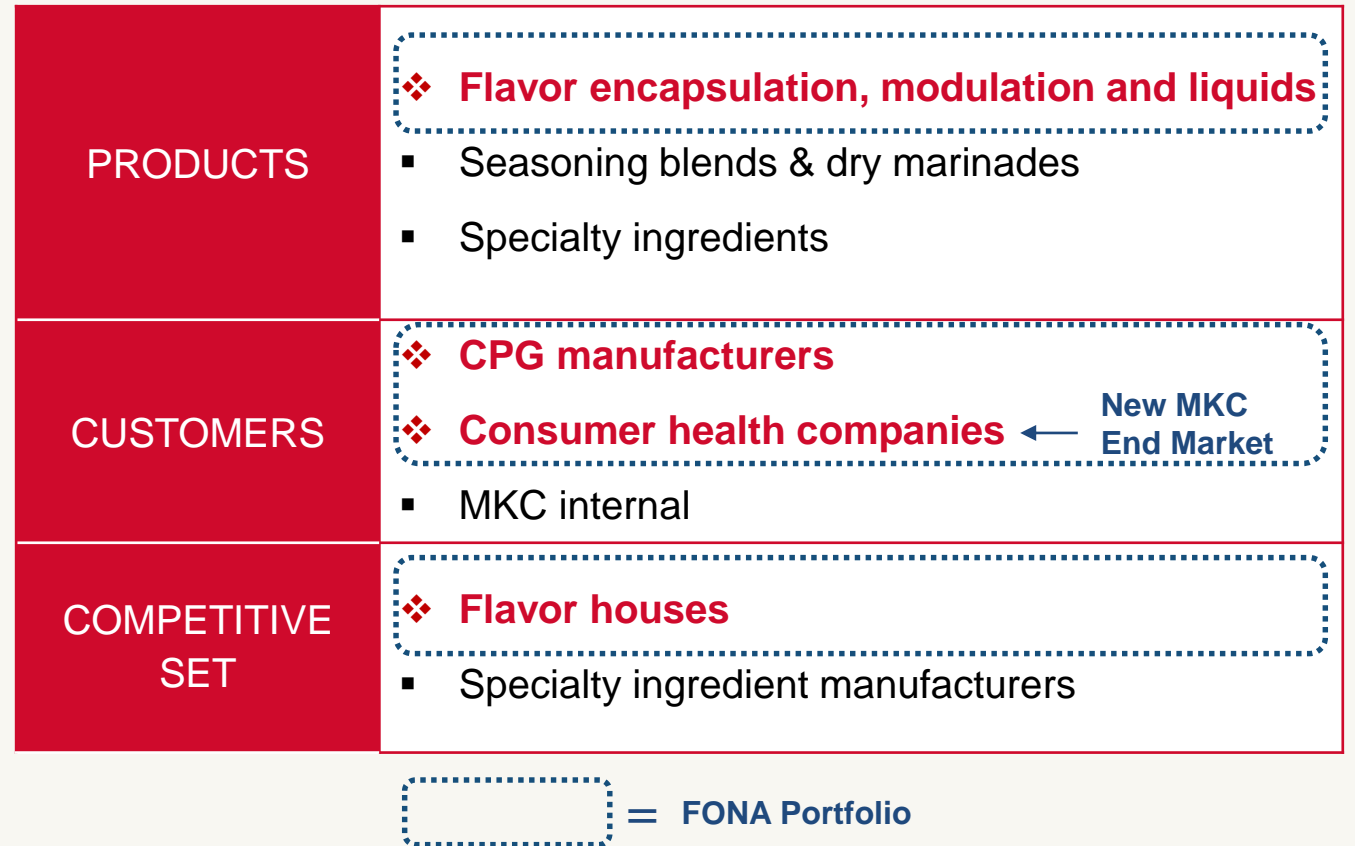 PRODUCTS
❖ Flavor encapsulation, modulation and liquids
▪ Seasoning blends & dry marinades
▪ Specialty ingredients
CUSTOMERS
❖ CPG manufacturers
❖ Consumer health companies
New MKC
End Market
▪ MKC internal
COMPETITIVE
SET
❖ Flavor houses
▪ Specialty ingredient manufacturers
= FONA Portfolio